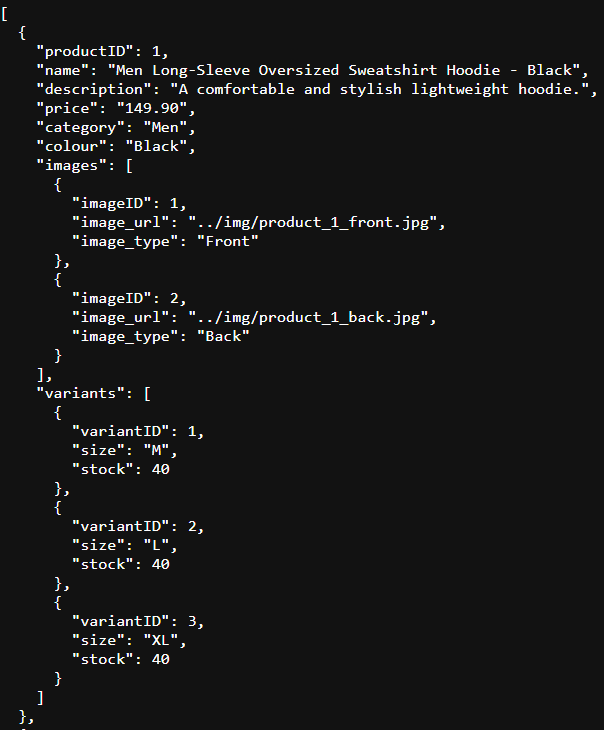 [
  {
    "productID": 1,
    "name": "Men Long-Sleeve Oversized Sweatshirt Hoodie - Black",
    "description": "A comfortable and stylish lightweight hoodie.",
    "price": "149.90",
    "category": "Men",
    "colour": "Black",
    "images": [
      {
        "imageID": 1,
        "image_url": "../img/product_1_front.jpg",
        "image_type": "Front"
      },
      {
        "imageID": 2,
        "image_url": "../img/product_1_back.jpg",
        "image_type": "Back"
      }
    ],
    "variants": [
      {
        "variantID": 1,
        "size": "M",
        "stock": 40
      },
      {
        "variantID": 2,
        "size": "L",
        "stock": 40
      },
      {
        "variantID": 3,
        "size": "XL",
        "stock": 40
      }
    ]
  },